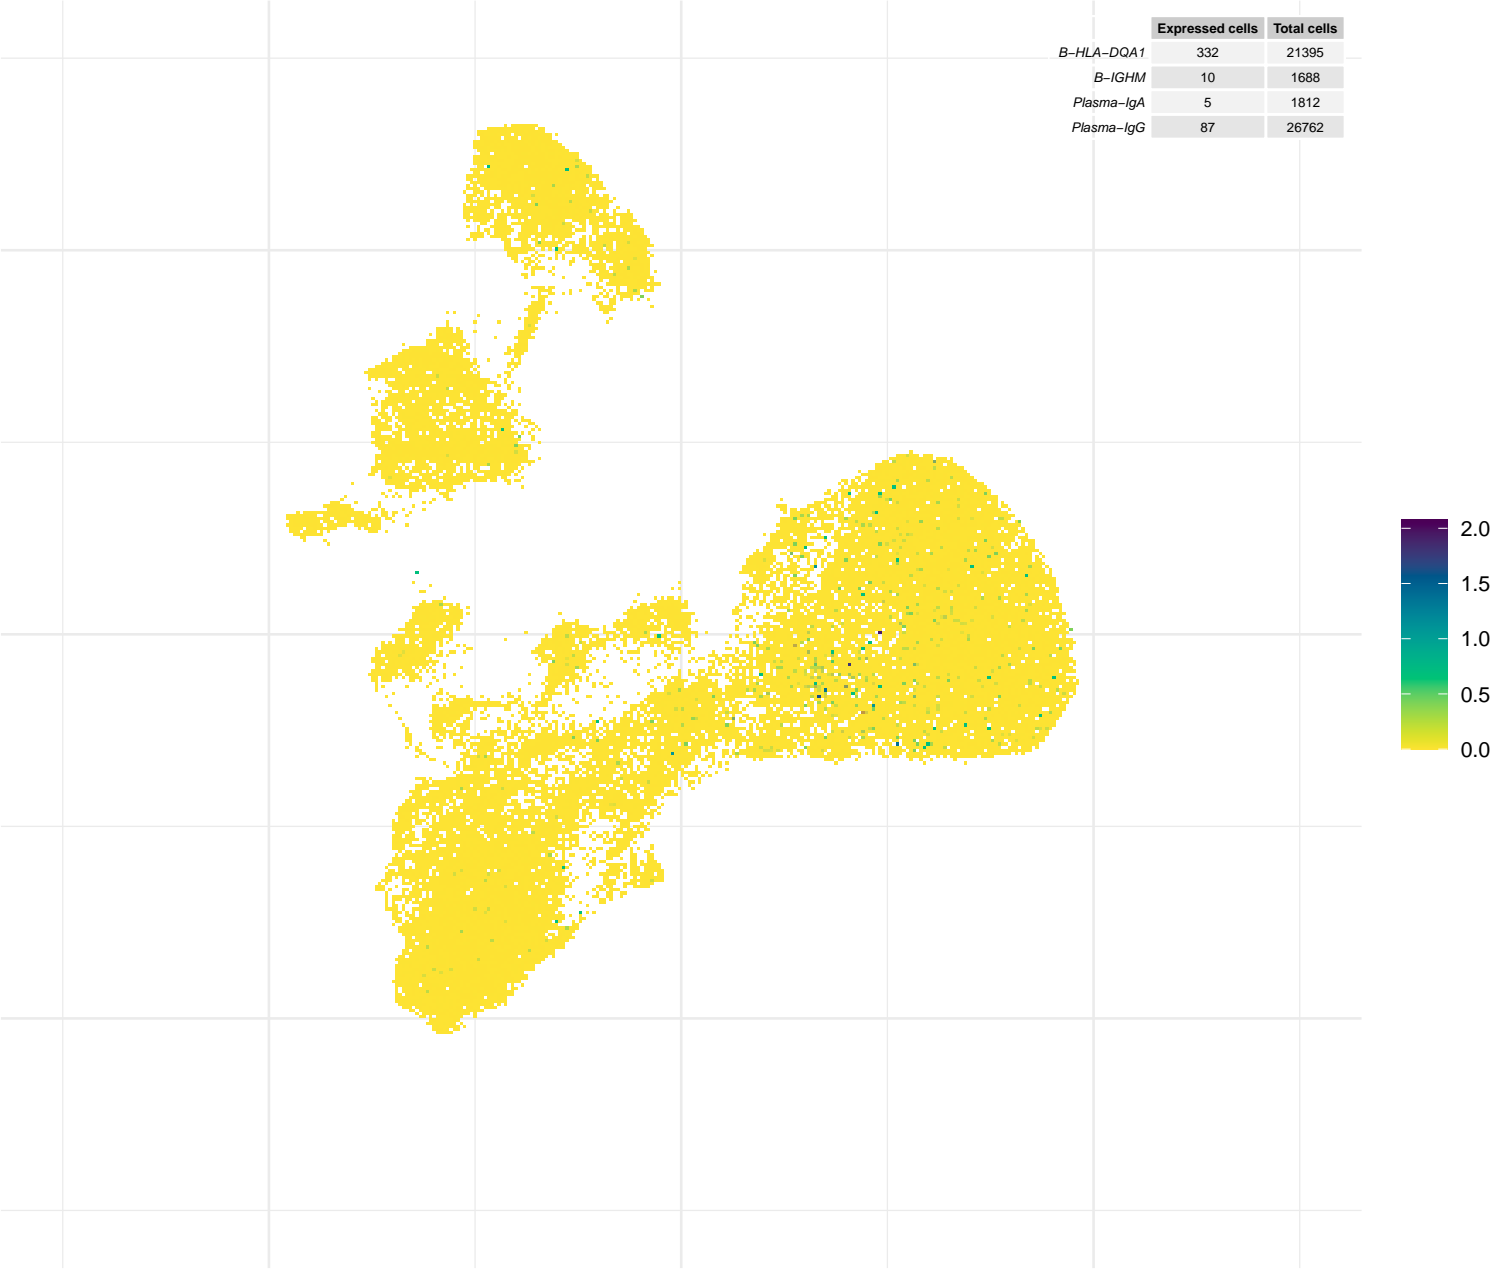 Expressed cells Total cells
B−HLA−DQA1 332 21395
B−IGHM 10 1688
Plasma−IgA 5 1812
Plasma−IgG 87 26762
2.0
1.5
1.0
0.5
0.0